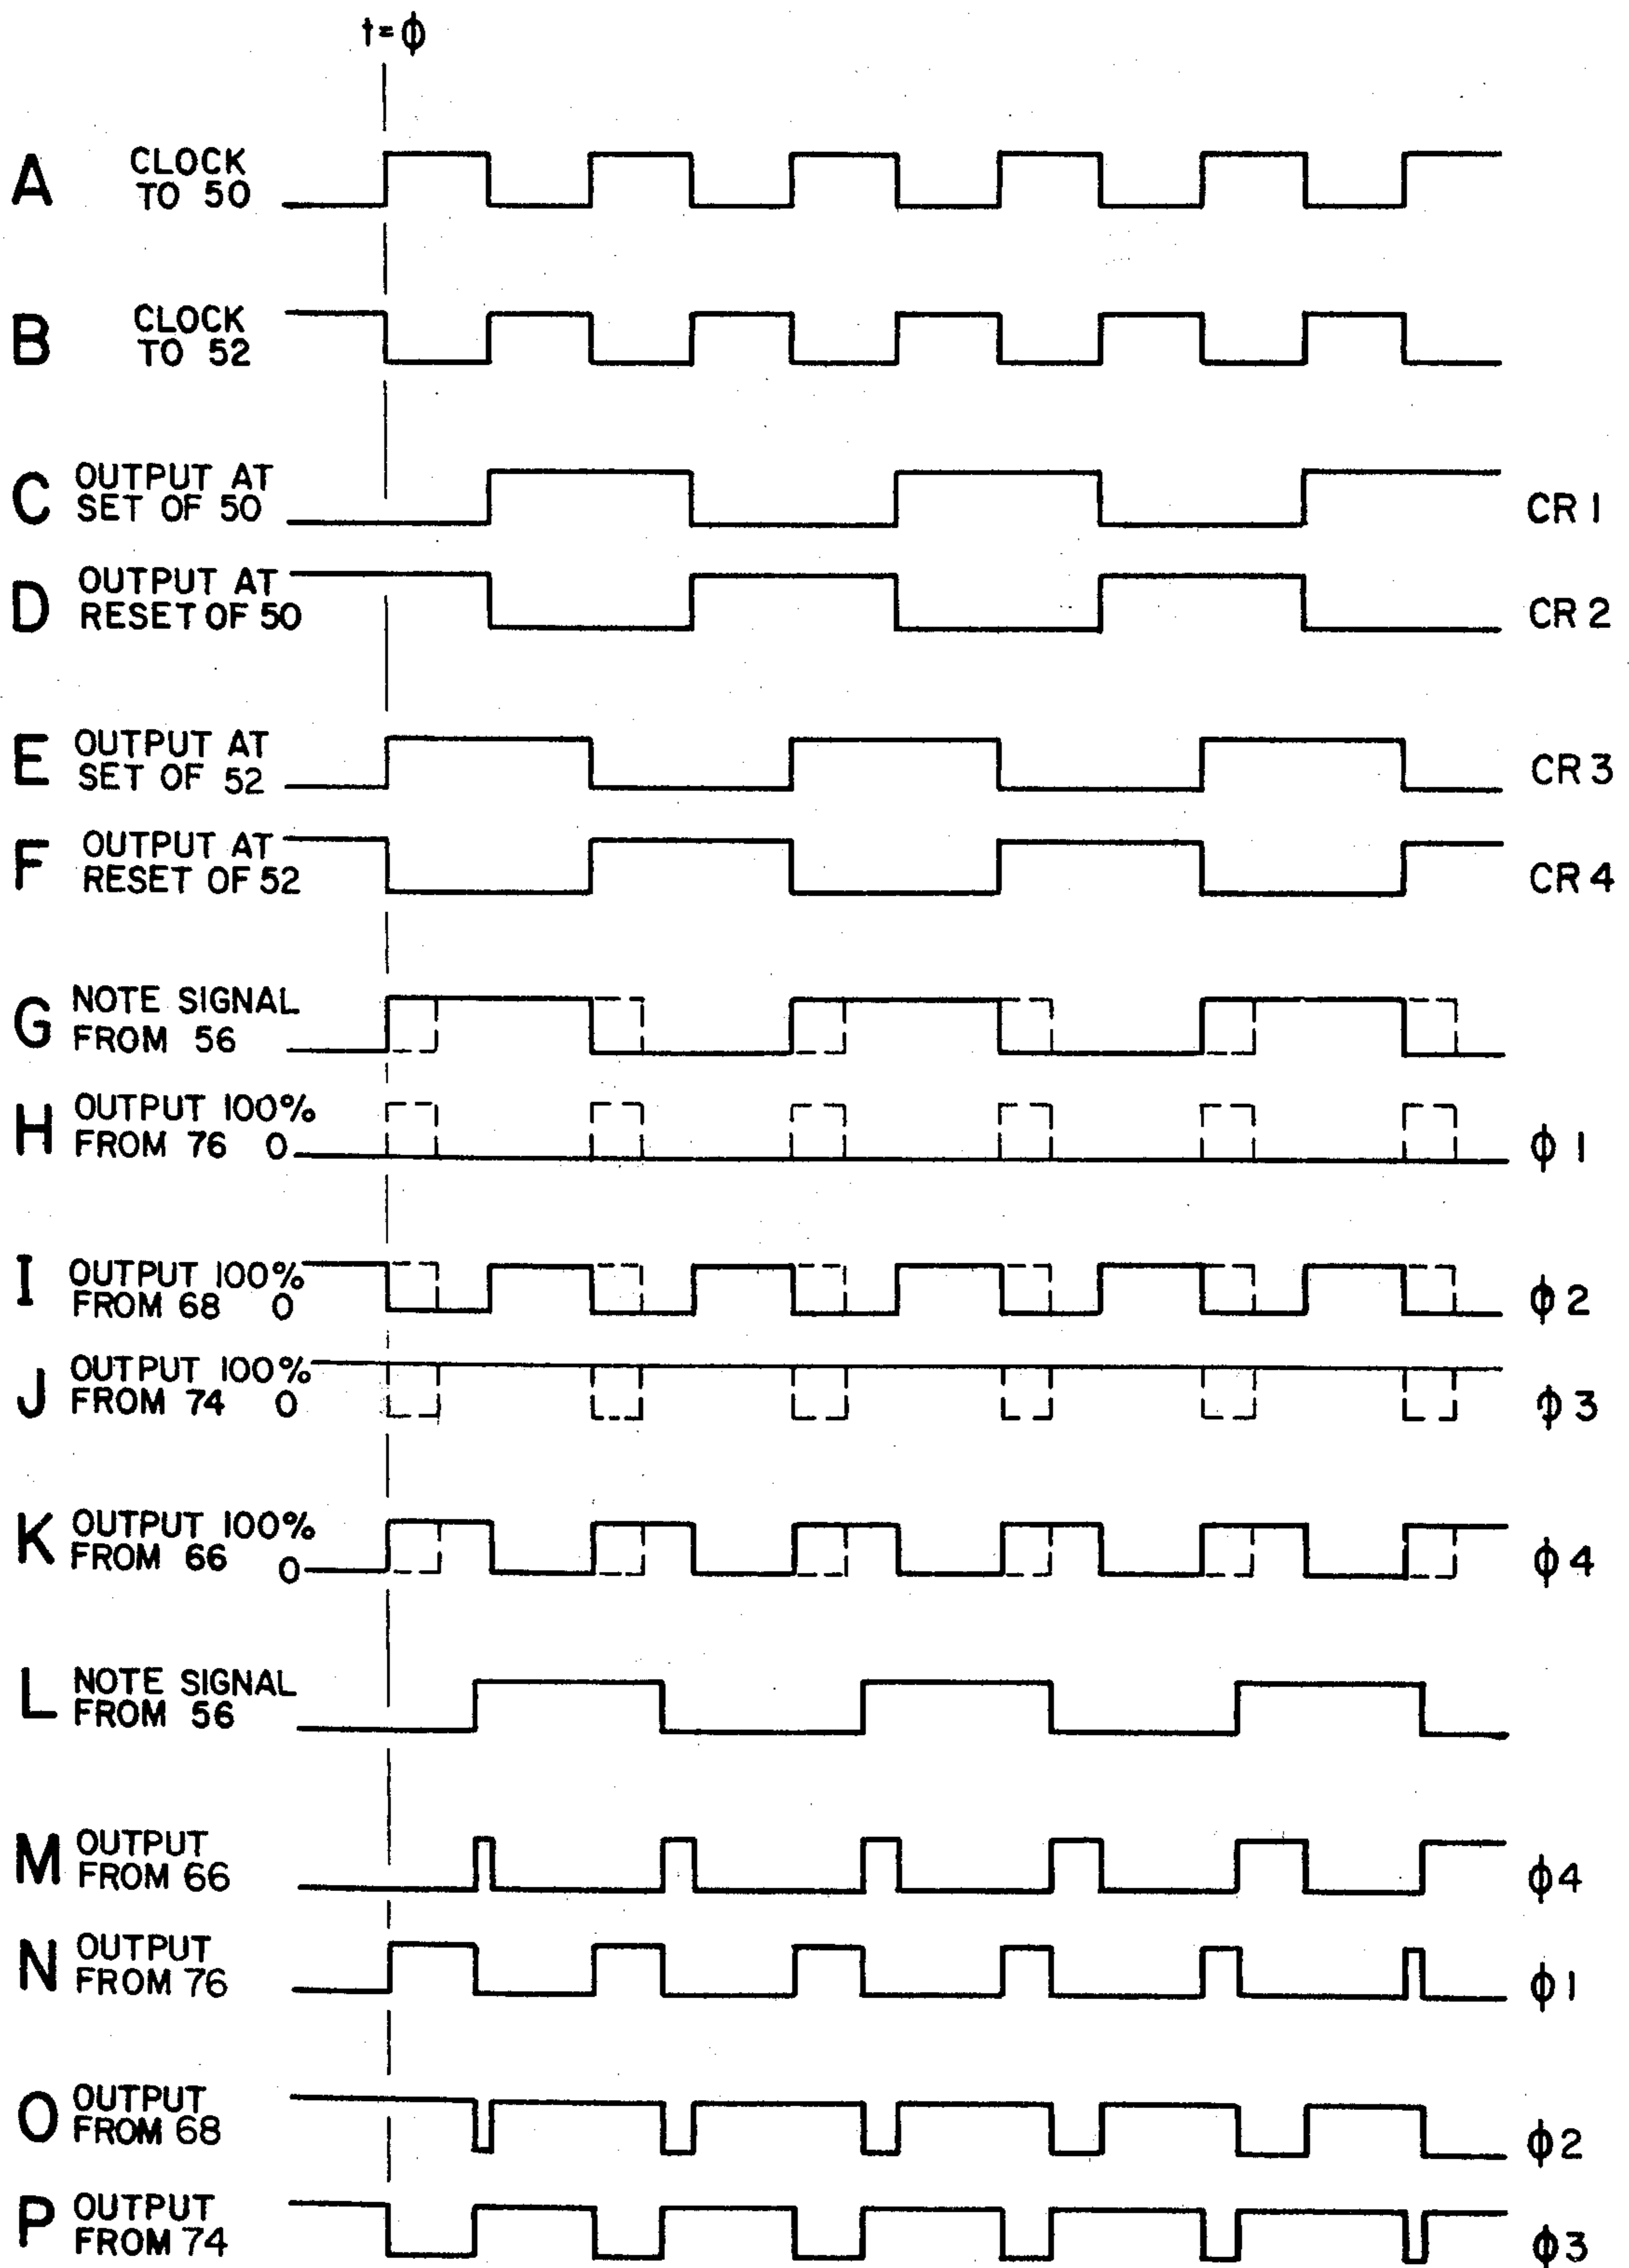 t = ϕ
A CLOCK
TO 50
B CLOCK
TO 52
C OUTPUT AT
SET OF 50
CR 1
D OUTPUT AT
RESET OF 50
CR 2
E OUTPUT AT
SET OF 52
CR 3
F OUTPUT AT
RESET OF 52
CR 4
G NOTE SIGNAL
FROM 56
H OUTPUT 100%
FROM 76 0
ϕ 1
I OUTPUT 100%
FROM 68 0
ϕ 2
J OUTPUT 100%
FROM 74 0
ϕ 3
K OUTPUT 100%
FROM 66 0
ϕ 4
L NOTE SIGNAL
FROM 56
M OUTPUT
FROM 66
ϕ4
N OUTPUT
FROM 76
ϕ1
O OUTPUT
FROM 68
ϕ2
P OUTPUT
FROM 74
ϕ3